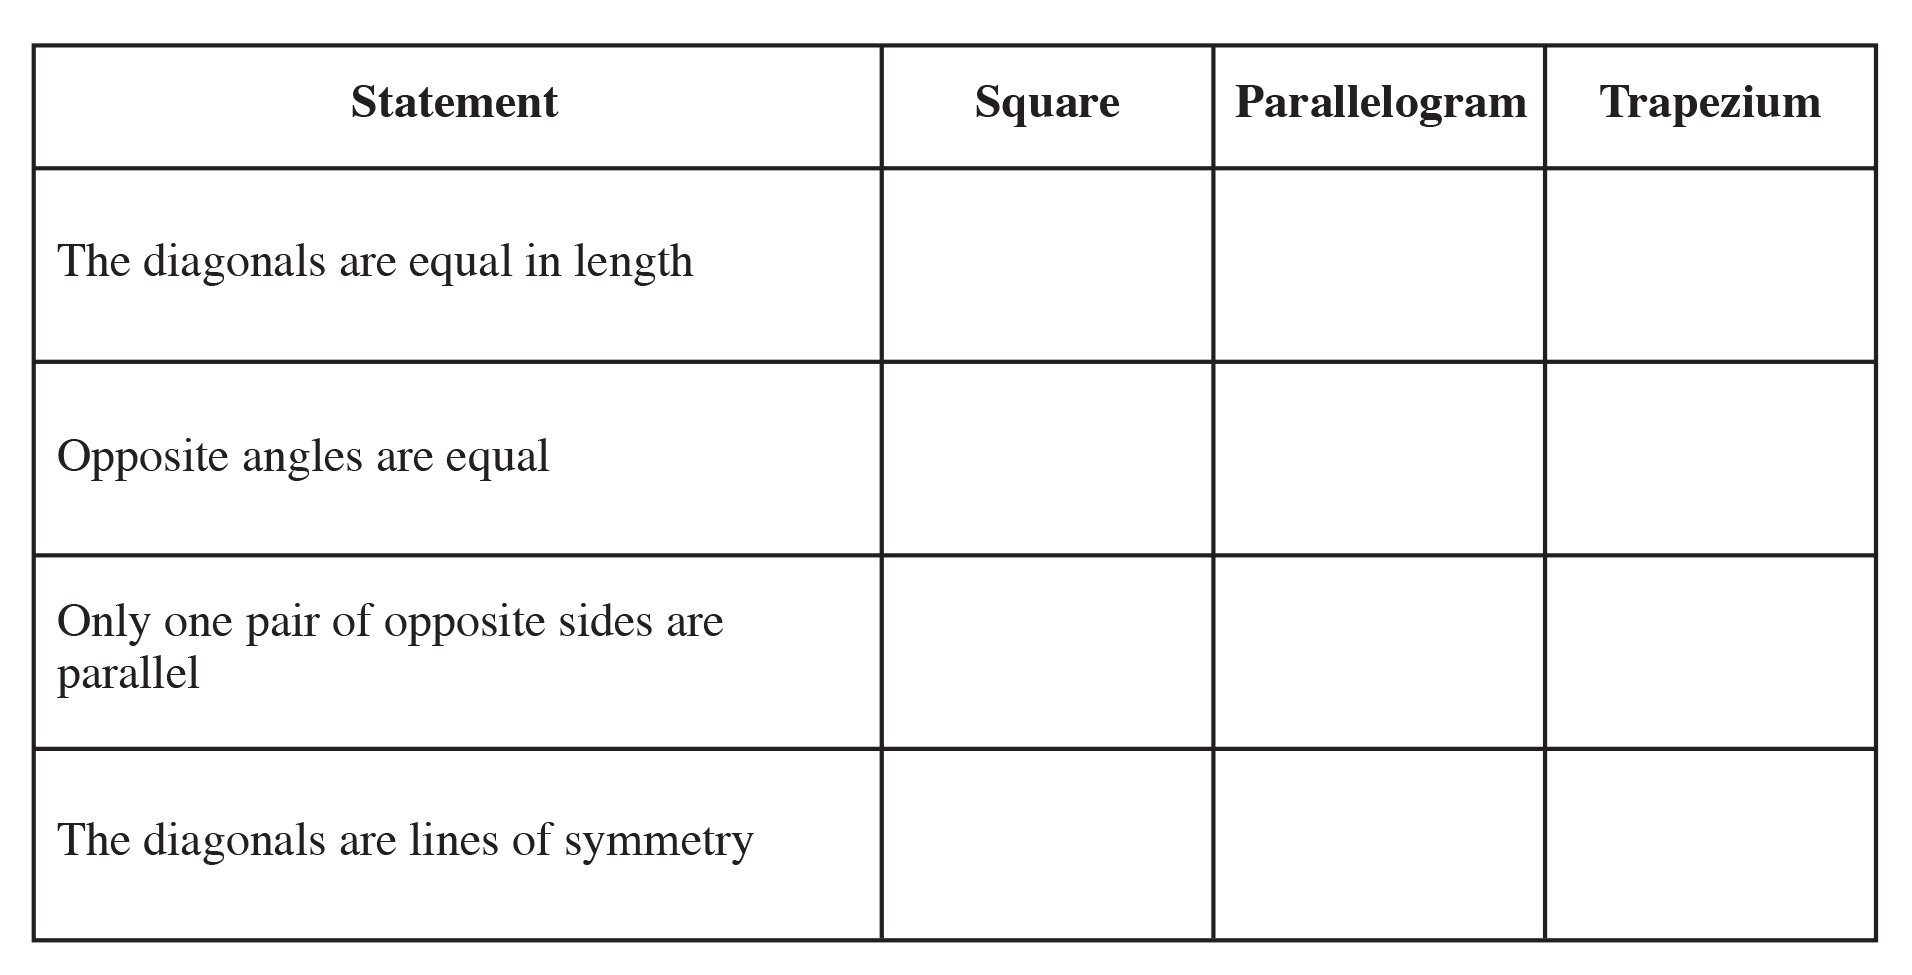 Statement Square Parallelogram Trapezium
The diagonals are equal in length
Opposite angles are equal
Only one pair of opposite sides are
parallel
The diagonals are lines of symmetry